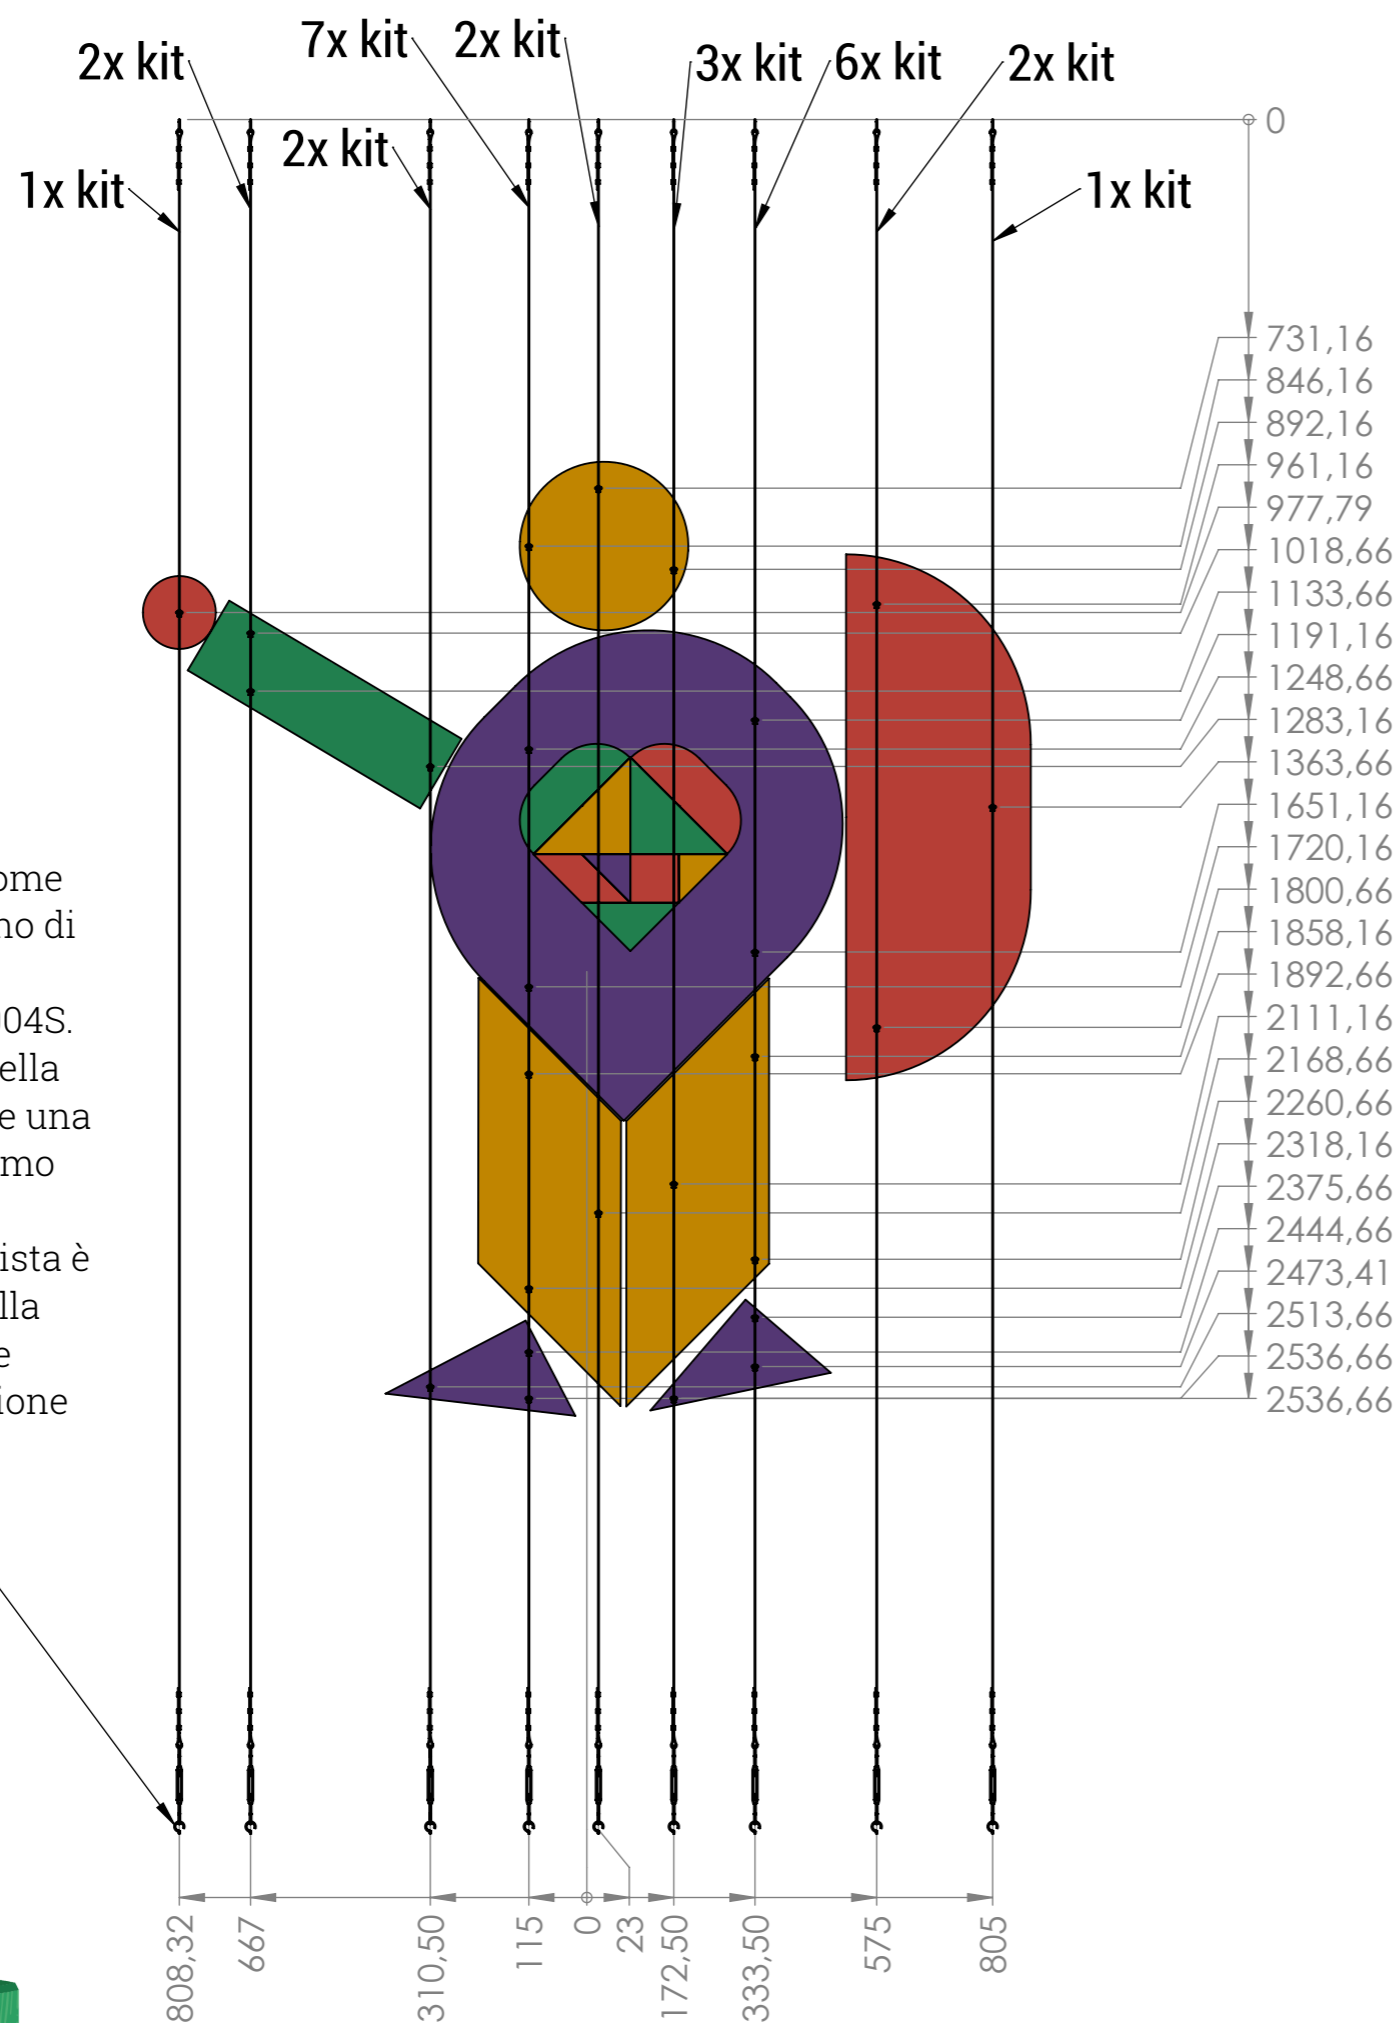 7x kit
2x kit
2x kit
3x kit
6x kit
2x kit
2x kit
1x kit
1x kit
0
731,16
846,16
892,16
961,16
977,79
1018,66
1133,66
1191,16
1248,66
1283,16
1363,66
1651,16
1720,16
1800,66
1858,16
1892,66
2111,16
2168,66
2260,66
2318,16
2375,66
2444,66
2473,41
2513,66
2536,66
2536,66
ome
no di
04S.
ella
e una
mo
ista è
lla
e
ione
808,32
667
310,50
115
0
23
172,50
333,50
575
805